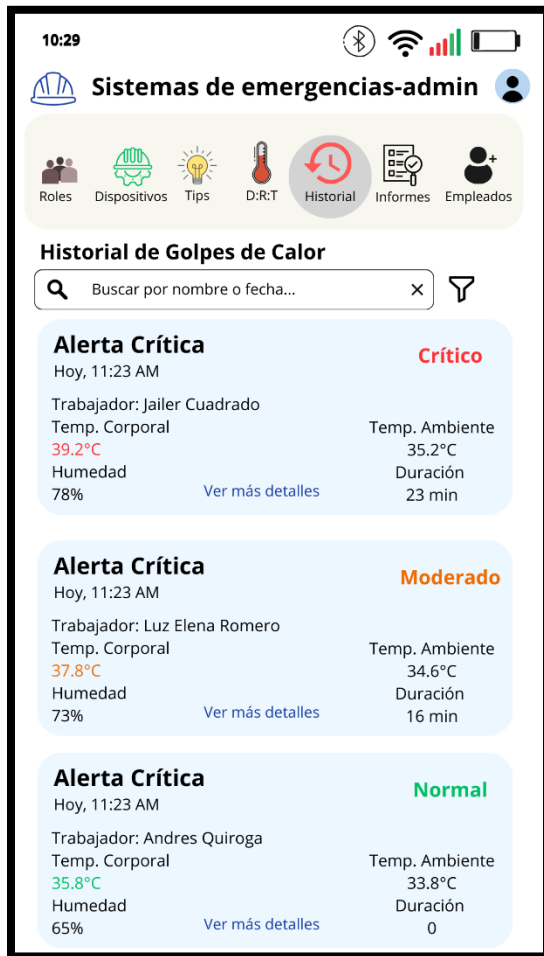 10:29
Sistemas de emergencias-admin
Roles Dispositivos Tips D:R:T Historial Informes Empleados
Historial de Golpes de Calor
Buscar por nombre o fecha...
Alerta Crítica
Crítico
Hoy, 11:23 AM
Trabajador: Jailer Cuadrado
Temp. Corporal Temp. Ambiente
39.2°C 35.2°C
Humedad Duración
78% Ver más detalles 23 min
Alerta Crítica
Moderado
Hoy, 11:23 AM
Trabajador: Luz Elena Romero
Temp. Corporal Temp. Ambiente
37.8°C 34.6°C
Humedad Duración
73% Ver más detalles 16 min
Alerta Crítica
Normal
Hoy, 11:23 AM
Trabajador: Andres Quiroga
Temp. Corporal Temp. Ambiente
35.8°C 33.8°C
Humedad Duración
65% Ver más detalles 0